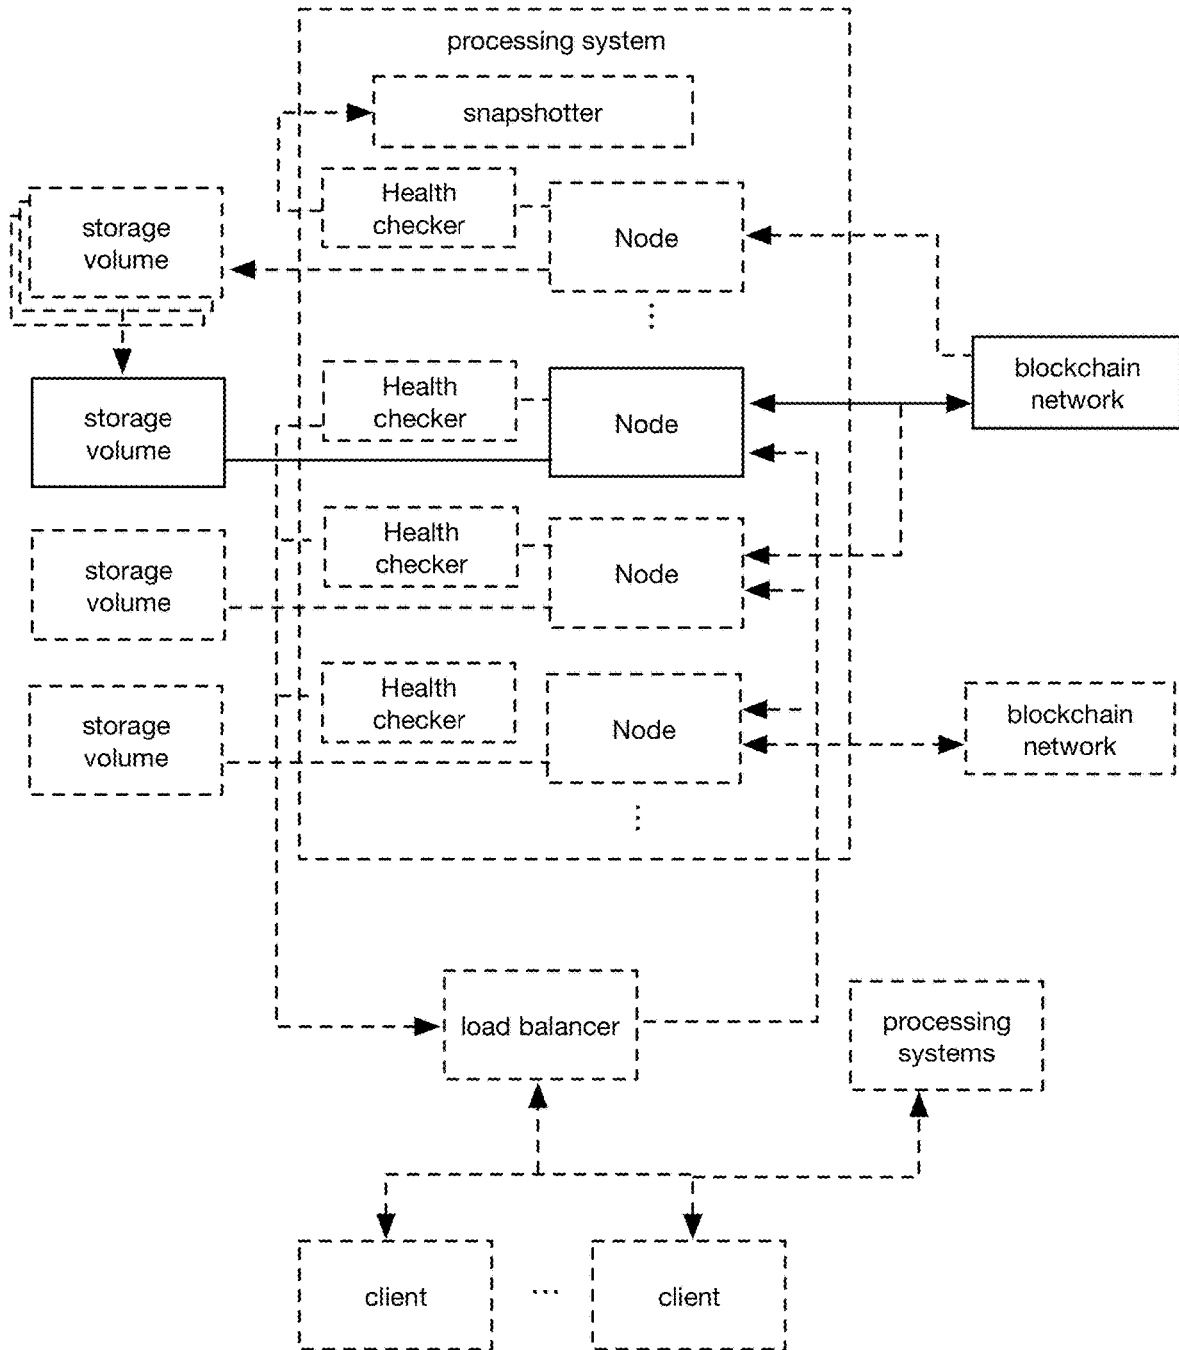 processing system
snapshotter
Health
checker
storage
volume
Node
Health
checker
Node
blockchain
network
storage
volume
Health
checker
Node
storage
volume
Health
checker
Node
storage
volume
blockchain
network
load balancer
processing
systems
client
...
client